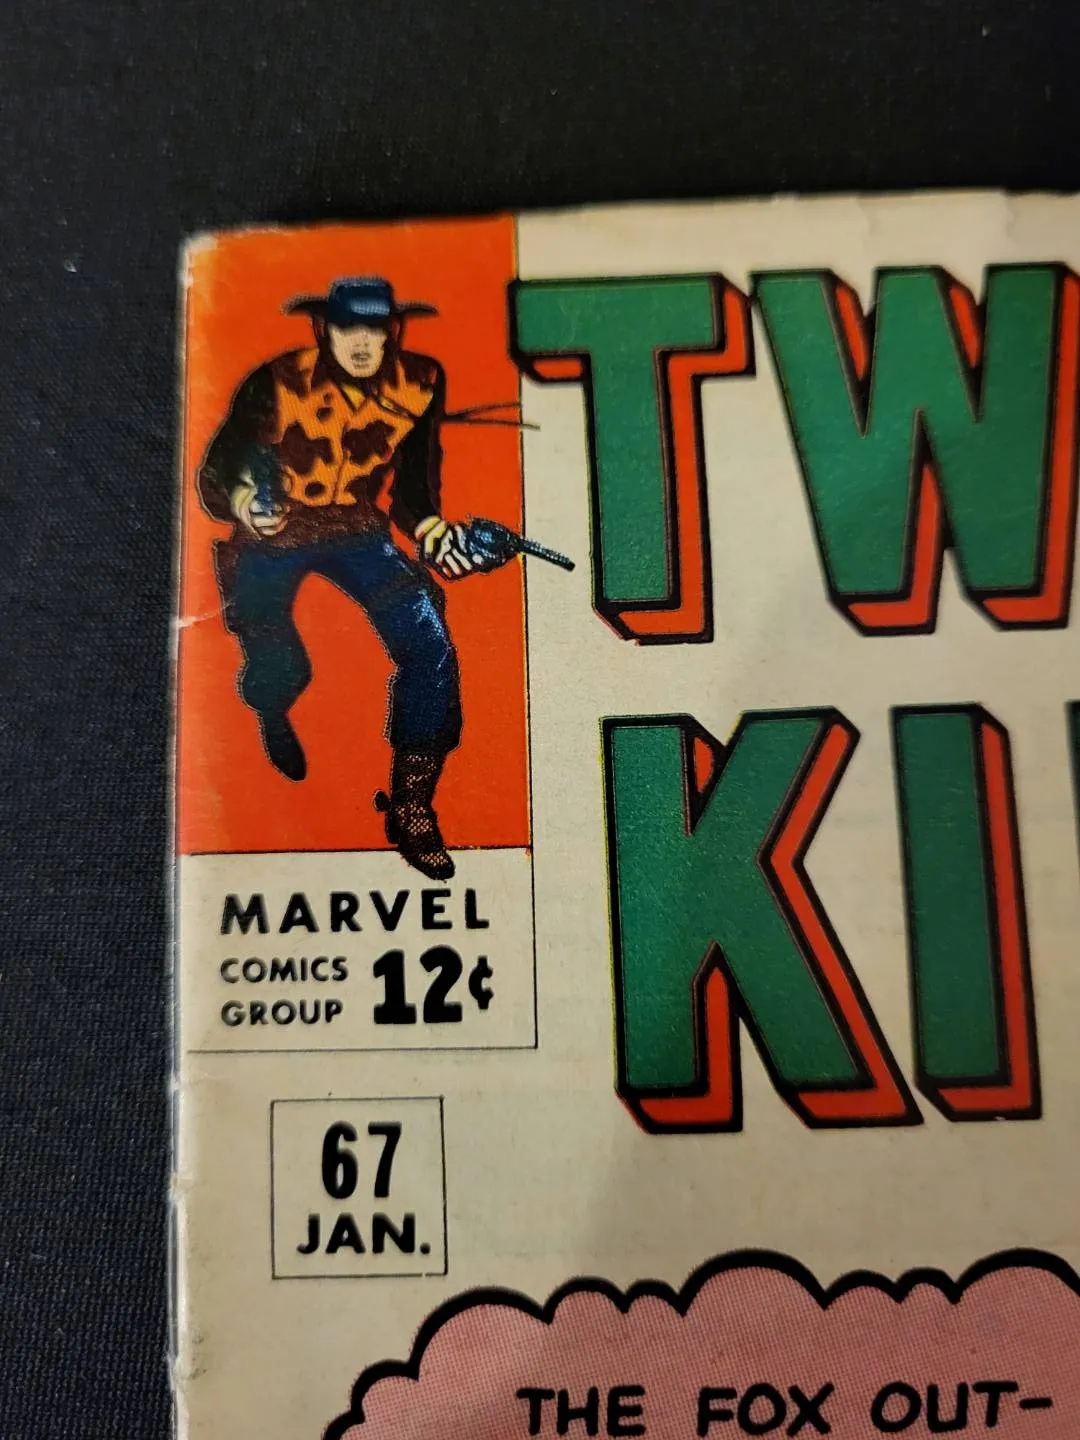 TW
KI
MARVEL
COMICS
GROUP 12¢
67
JAN.
THE FOX OUT-